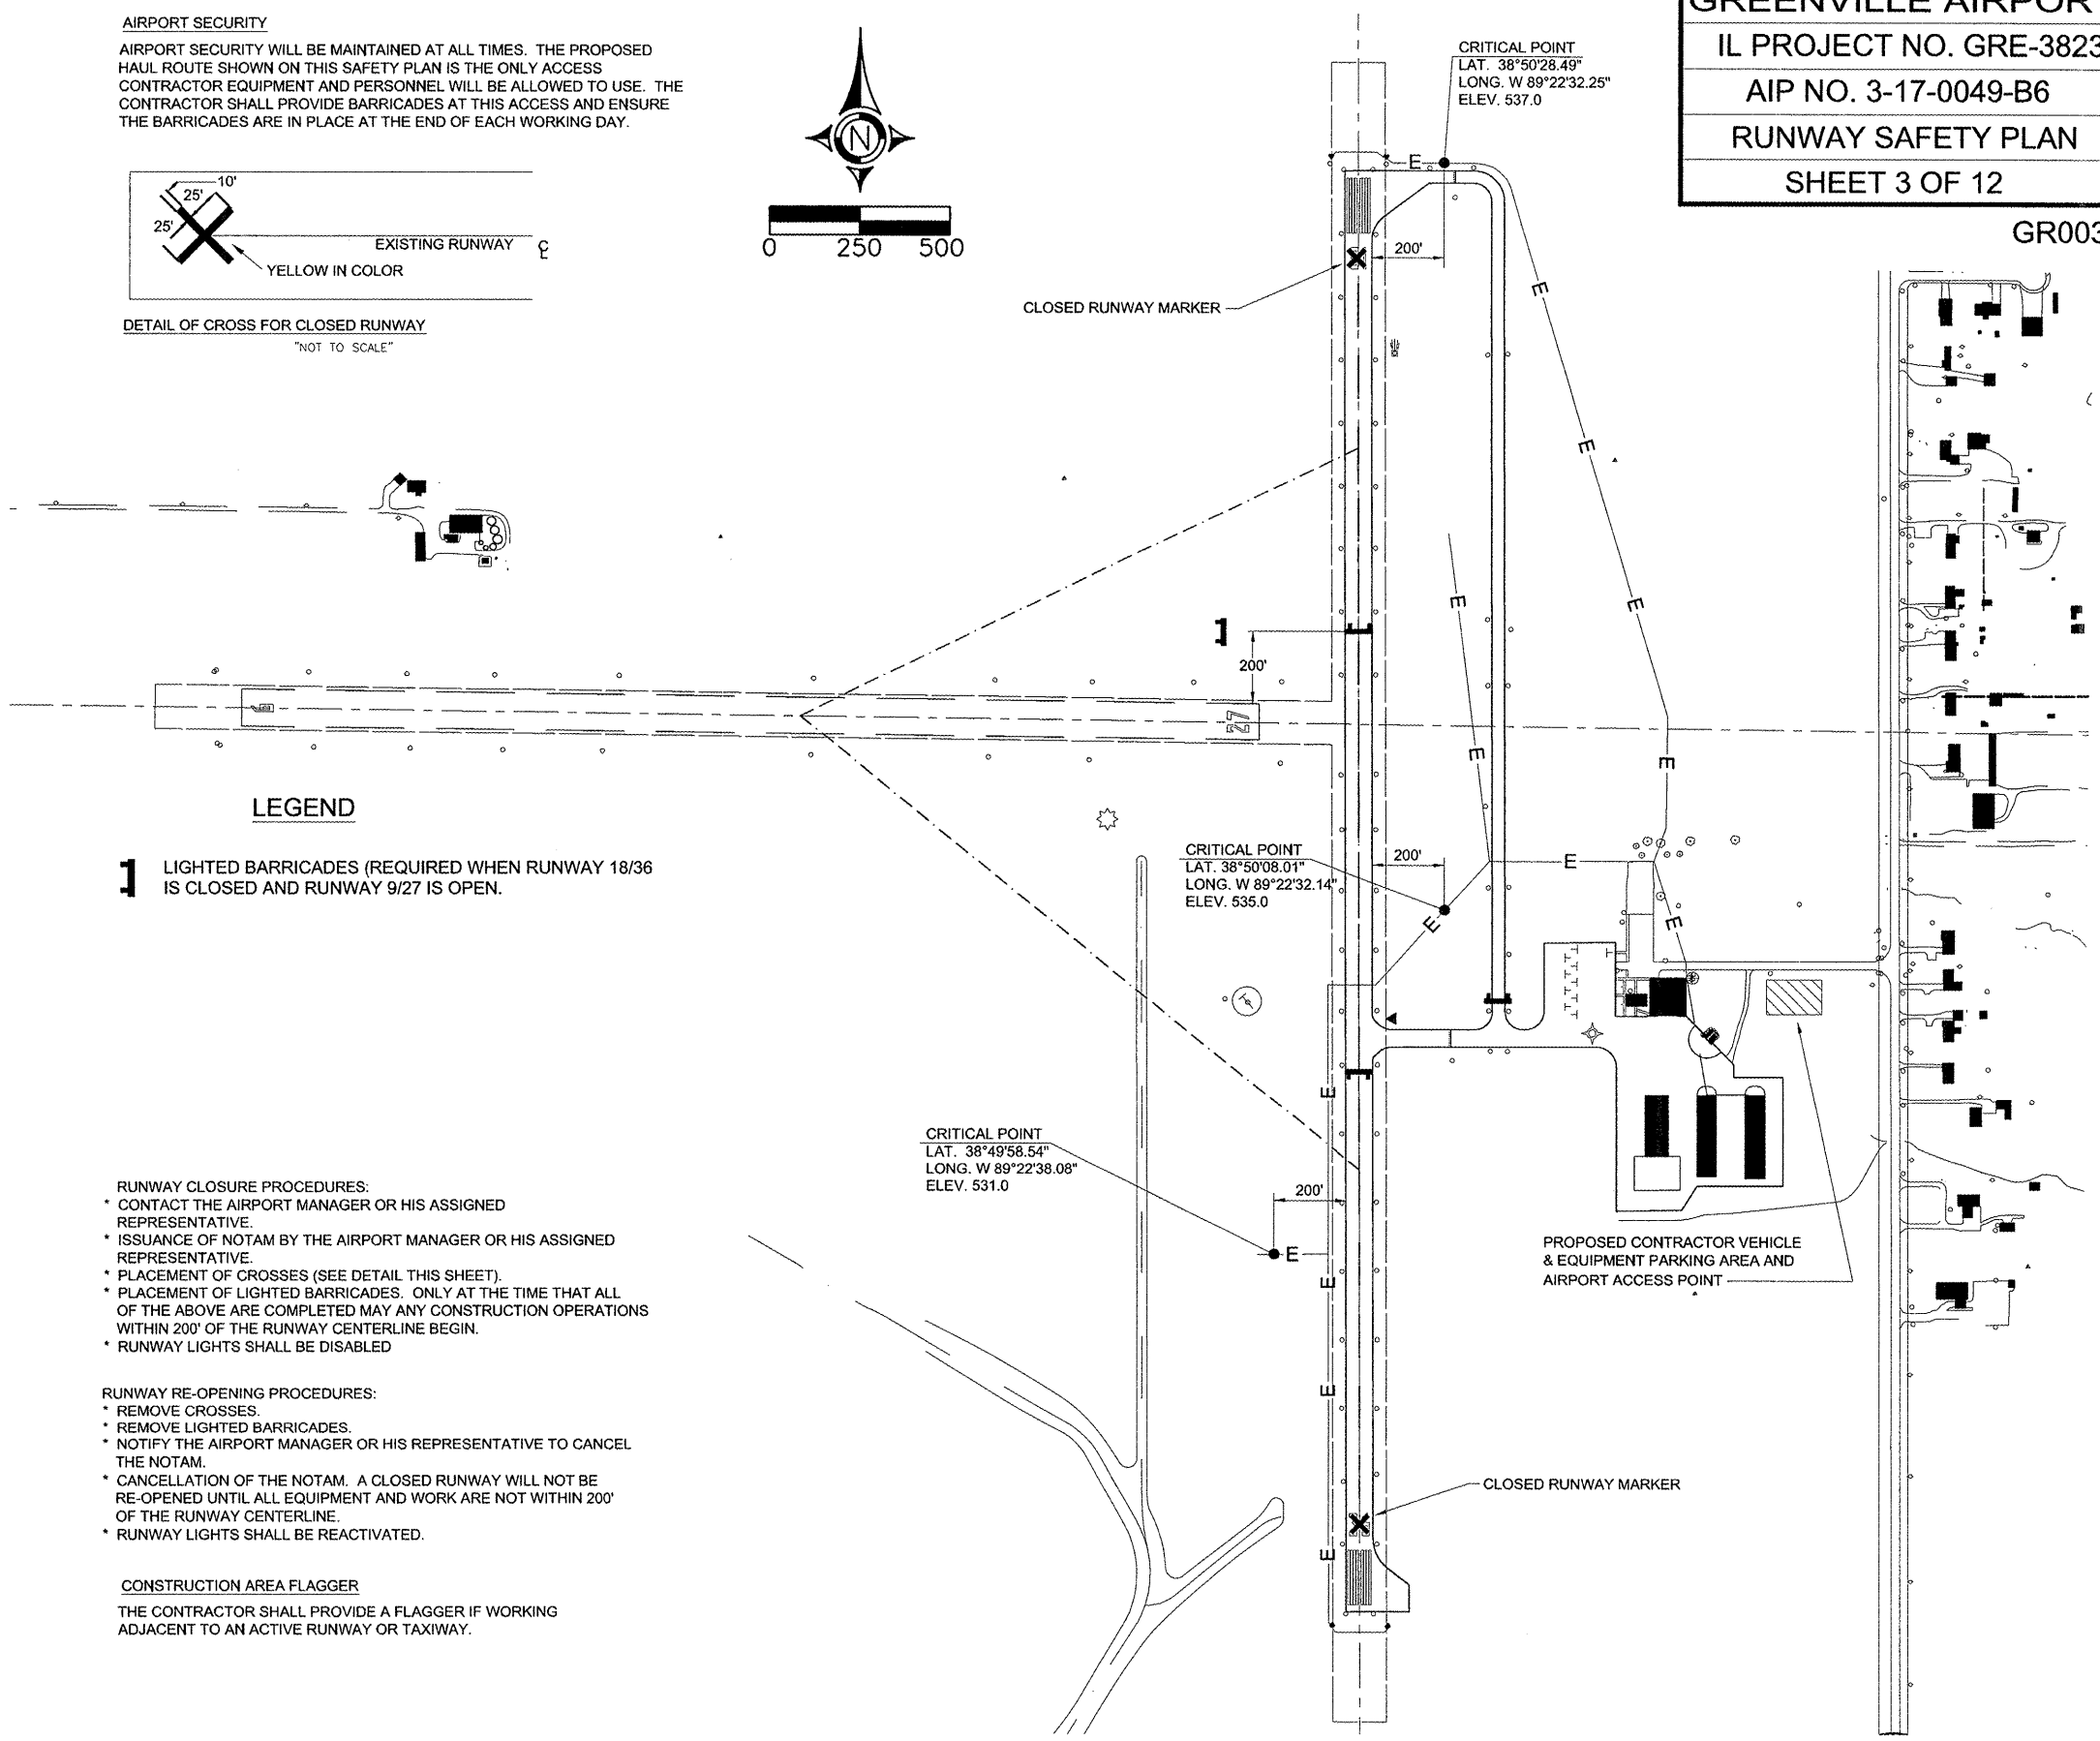 AIRPORT SECURITY
AIRPORT SECURITY WILL BE MAINTAINED AT ALL TIMES. THE PROPOSED
HAUL ROUTE SHOWN ON THIS SAFETY PLAN IS THE ONLY ACCESS
CONTRACTOR EQUIPMENT AND PERSONNEL WILL BE ALLOWED TO USE. THE
CONTRACTOR SHALL PROVIDE BARRICADES AT THIS ACCESS AND ENSURE
THE BARRICADES ARE IN PLACE AT THE END OF EACH WORKING DAY.
10'
25'
25'
EXISTING RUNWAY
YELLOW IN COLOR
DETAIL OF CROSS FOR CLOSED RUNWAY
"NOT TO SCALE"
N
0 250 500
GREENVILLE AIRPOR
IL PROJECT NO. GRE-3823
AIP NO. 3-17-0049-B6
RUNWAY SAFETY PLAN
SHEET 3 OF 12
GR003
CRITICAL POINT
LAT. 38°50'28.49"
LONG. W 89°22'32.25"
ELEV. 537.0
E
200'
CLOSED RUNWAY MARKER
E
E
E
E
200'
27
E
E
LEGEND
LIGHTED BARRICADES (REQUIRED WHEN RUNWAY 18/36
IS CLOSED AND RUNWAY 9/27 IS OPEN.
CRITICAL POINT
LAT. 38°50'08.01"
LONG. W 89°22'32.14"
ELEV. 535.0
200'
E
E
E
E
CRITICAL POINT
LAT. 38°49'58.54"
LONG. W 89°22'38.08"
ELEV. 531.0
200'
E
E
E
E
PROPOSED CONTRACTOR VEHICLE
& EQUIPMENT PARKING AREA AND
AIRPORT ACCESS POINT
RUNWAY CLOSURE PROCEDURES:
* CONTACT THE AIRPORT MANAGER OR HIS ASSIGNED
REPRESENTATIVE.
* ISSUANCE OF NOTAM BY THE AIRPORT MANAGER OR HIS ASSIGNED
REPRESENTATIVE.
* PLACEMENT OF CROSSES (SEE DETAIL THIS SHEET).
* PLACEMENT OF LIGHTED BARRICADES. ONLY AT THE TIME THAT ALL
OF THE ABOVE ARE COMPLETED MAY ANY CONSTRUCTION OPERATIONS
WITHIN 200' OF THE RUNWAY CENTERLINE BEGIN.
* RUNWAY LIGHTS SHALL BE DISABLED
RUNWAY RE-OPENING PROCEDURES:
* REMOVE CROSSES.
* REMOVE LIGHTED BARRICADES.
* NOTIFY THE AIRPORT MANAGER OR HIS REPRESENTATIVE TO CANCEL
THE NOTAM.
* CANCELLATION OF THE NOTAM. A CLOSED RUNWAY WILL NOT BE
RE-OPENED UNTIL ALL EQUIPMENT AND WORK ARE NOT WITHIN 200'
OF THE RUNWAY CENTERLINE.
* RUNWAY LIGHTS SHALL BE REACTIVATED.
CLOSED RUNWAY MARKER
E
CONSTRUCTION AREA FLAGGER
THE CONTRACTOR SHALL PROVIDE A FLAGGER IF WORKING
ADJACENT TO AN ACTIVE RUNWAY OR TAXIWAY.